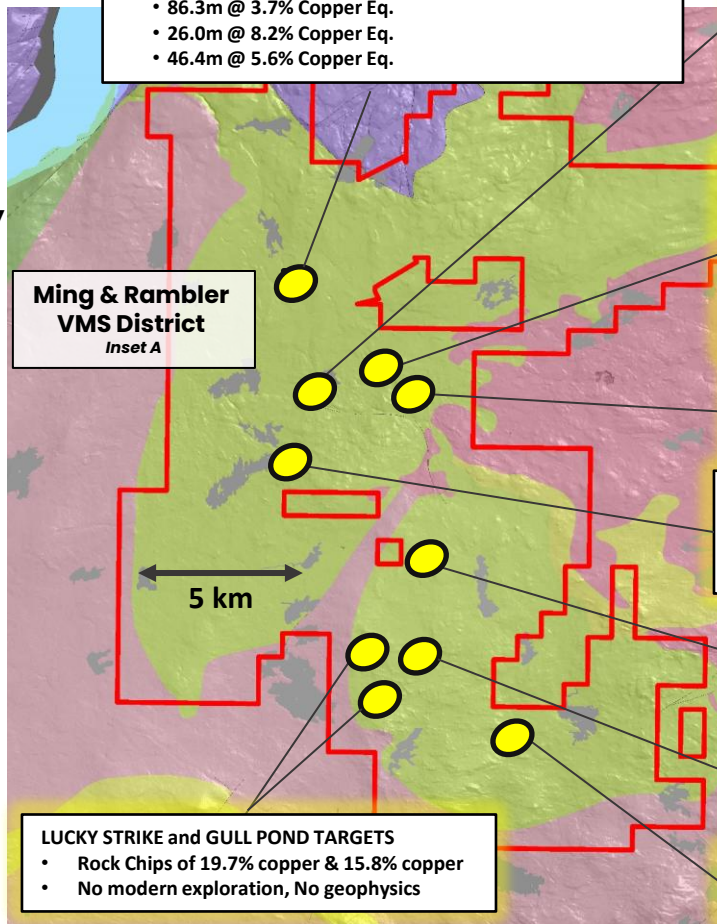 • 86.3m @ 3.7% Copper Eq.
• 26.0m @ 8.2% Copper Eq.
• 46.4m @ 5.6% Copper Eq.
Ming & Rambler
VMS District
Inset A
5 km
LUCKY STRIKE and GULL POND TARGETS
• Rock Chips of 19.7% copper & 15.8% copper
• No modern exploration, No geophysics